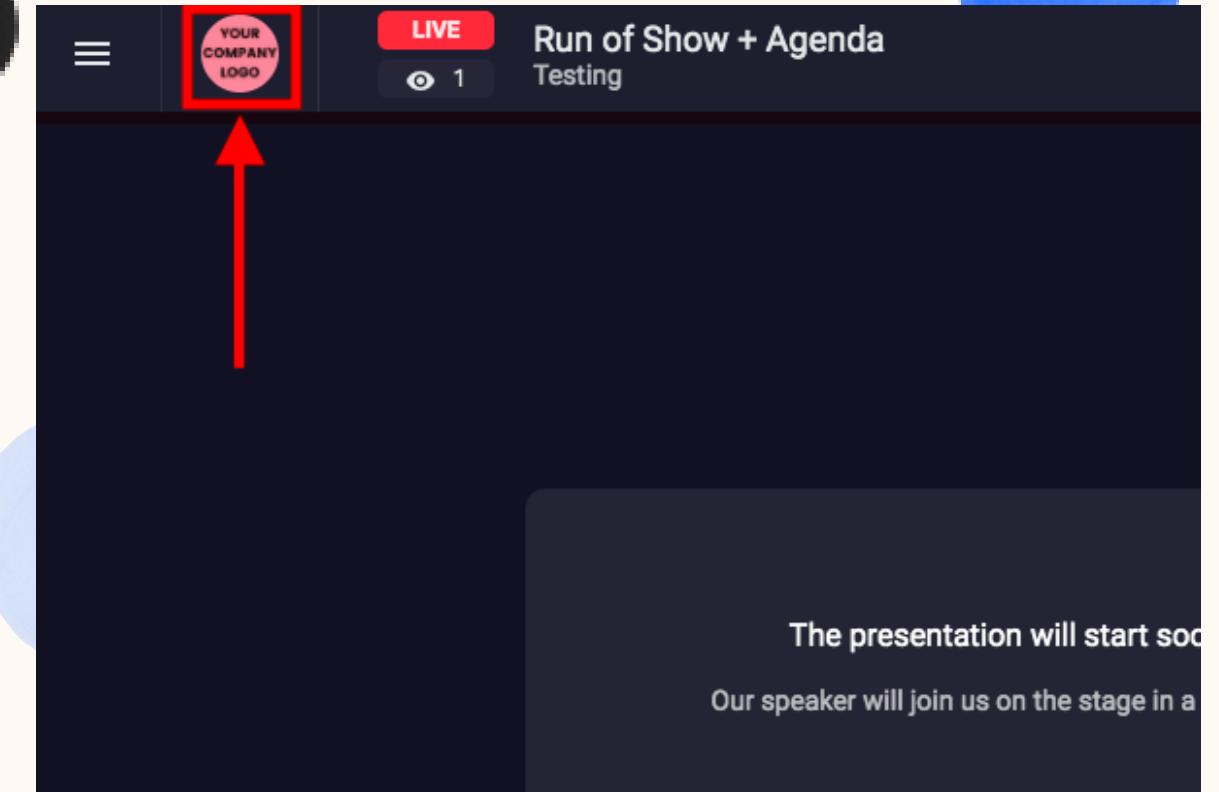 YOUR
COMPANY
LOGO
LIVE
1
Run of Show + Agenda
Testing
The presentation will start
Our speaker will join us on the stage in a